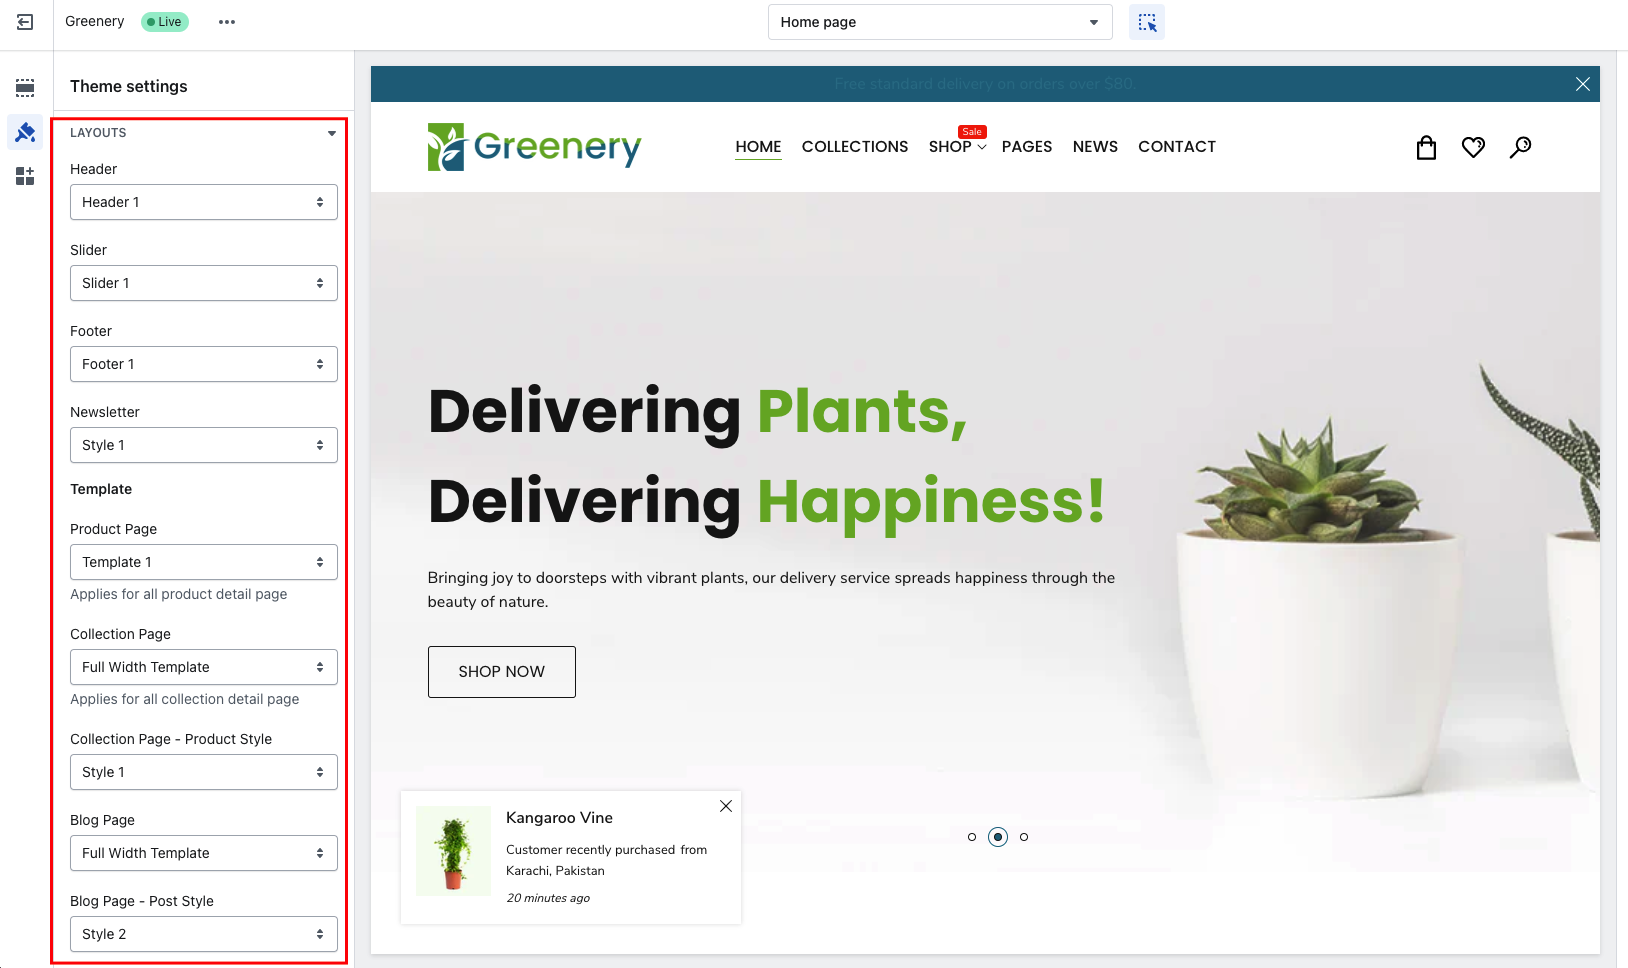 Greenery
Live
Home page
Theme settings
LAYOUTS
Header
Header 1
Slider
Slider 1
Footer
Footer 1
Newsletter
Style 1
Template
Product Page
Template 1
Applies for all product detail page
Collection Page
Full Width Template
Applies for all collection detail page
Collection Page - Product Style
Style 1
Blog Page
Full Width Template
Blog Page - Post Style
Style 2
Free standard delivery on orders over $80.
Greenery
Sale
HOME COLLECTIONS SHOP PAGES NEWS CONTACT
Delivering Plants,
Delivering Happiness!
Bringing joy to doorsteps with vibrant plants, our delivery service spreads happiness through the
beauty of nature.
SHOP NOW
Kangaroo Vine
Customer recently purchased from
Karachi, Pakistan
20 minutes ago